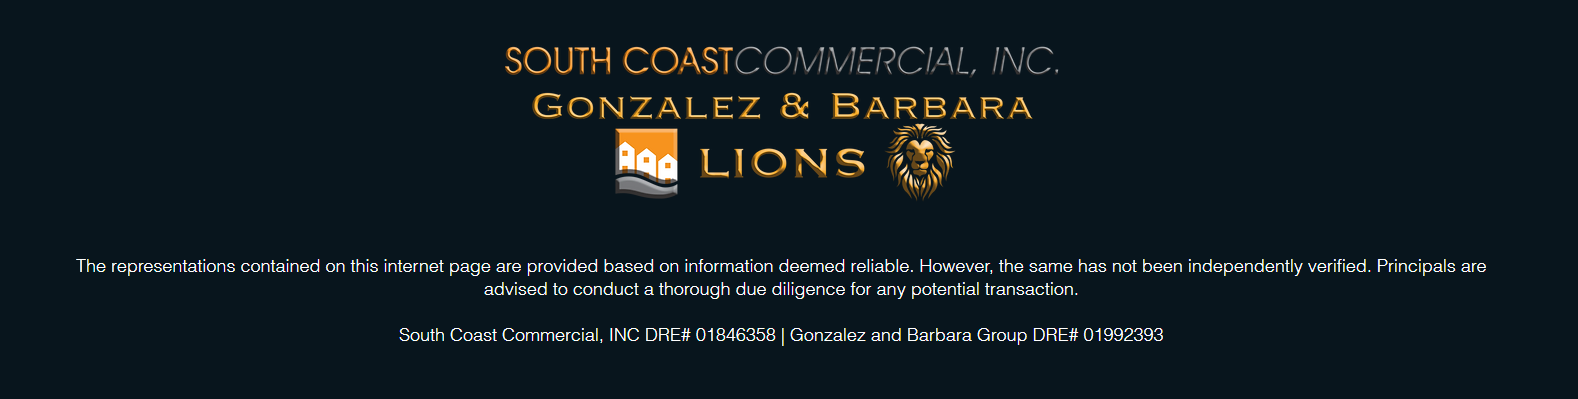 SOUTH COAST COMMERCIAL, INC.
GONZALEZ & BARBARA
LIONS
The representations contained on this internet page are provided based on information deemed reliable. However, the same has not been independently verified. Principals are
advised to conduct a thorough due diligence for any potential transaction.
South Coast Commercial, INC DRE# 01846358 | Gonzalez and Barbara Group DRE# 01992393